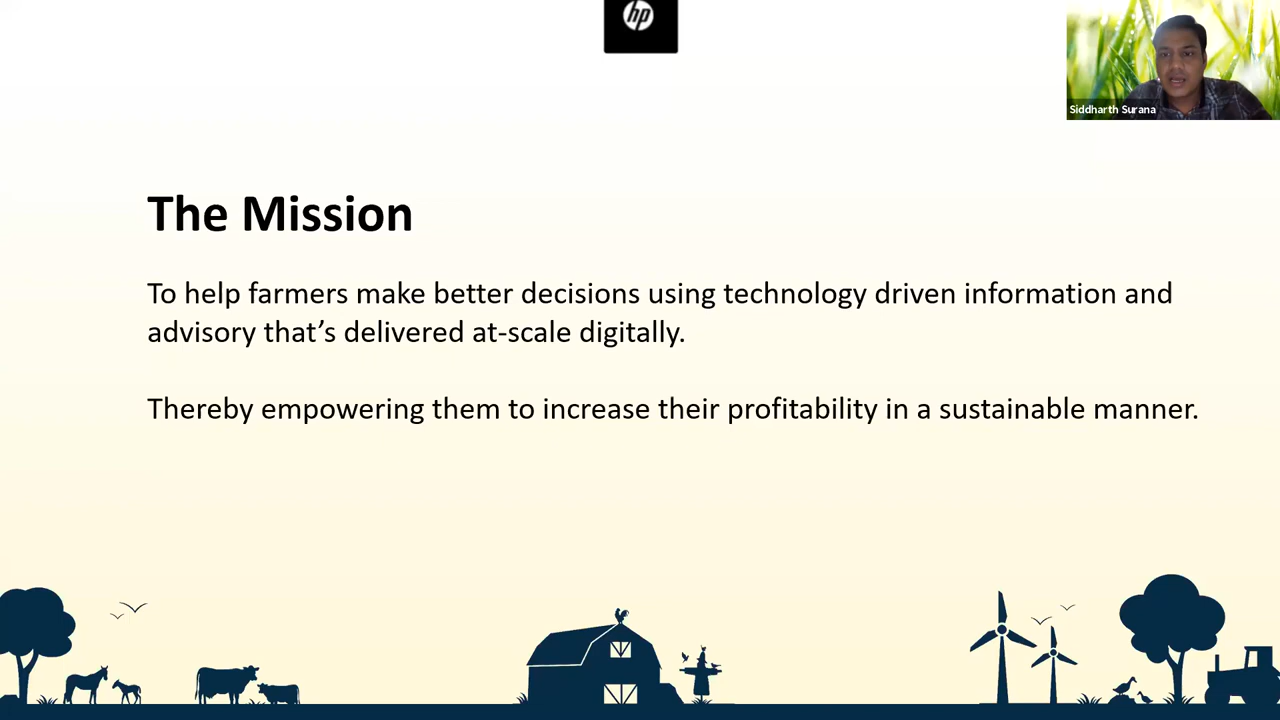 hp
Siddharth Surana
The Mission
To help farmers make better decisions using technology driven information and
advisory that’s delivered at-scale digitally.
Thereby empowering them to increase their profitability in a sustainable manner.